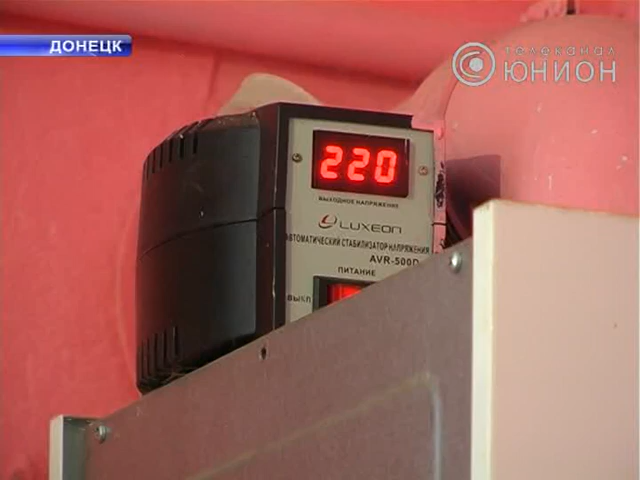 ДОНЕЦК
телеканал
ЮНИОН
220
ВЫХОДНОЕ НАПРЯЖЕНИЕ
LUXEON
АВТОМАТИЧЕСКИЙ СТАБИЛИЗАТОР НАПРЯЖЕНИЯ
AVR-500D
ПИТАНИЕ
ВЫКЛ